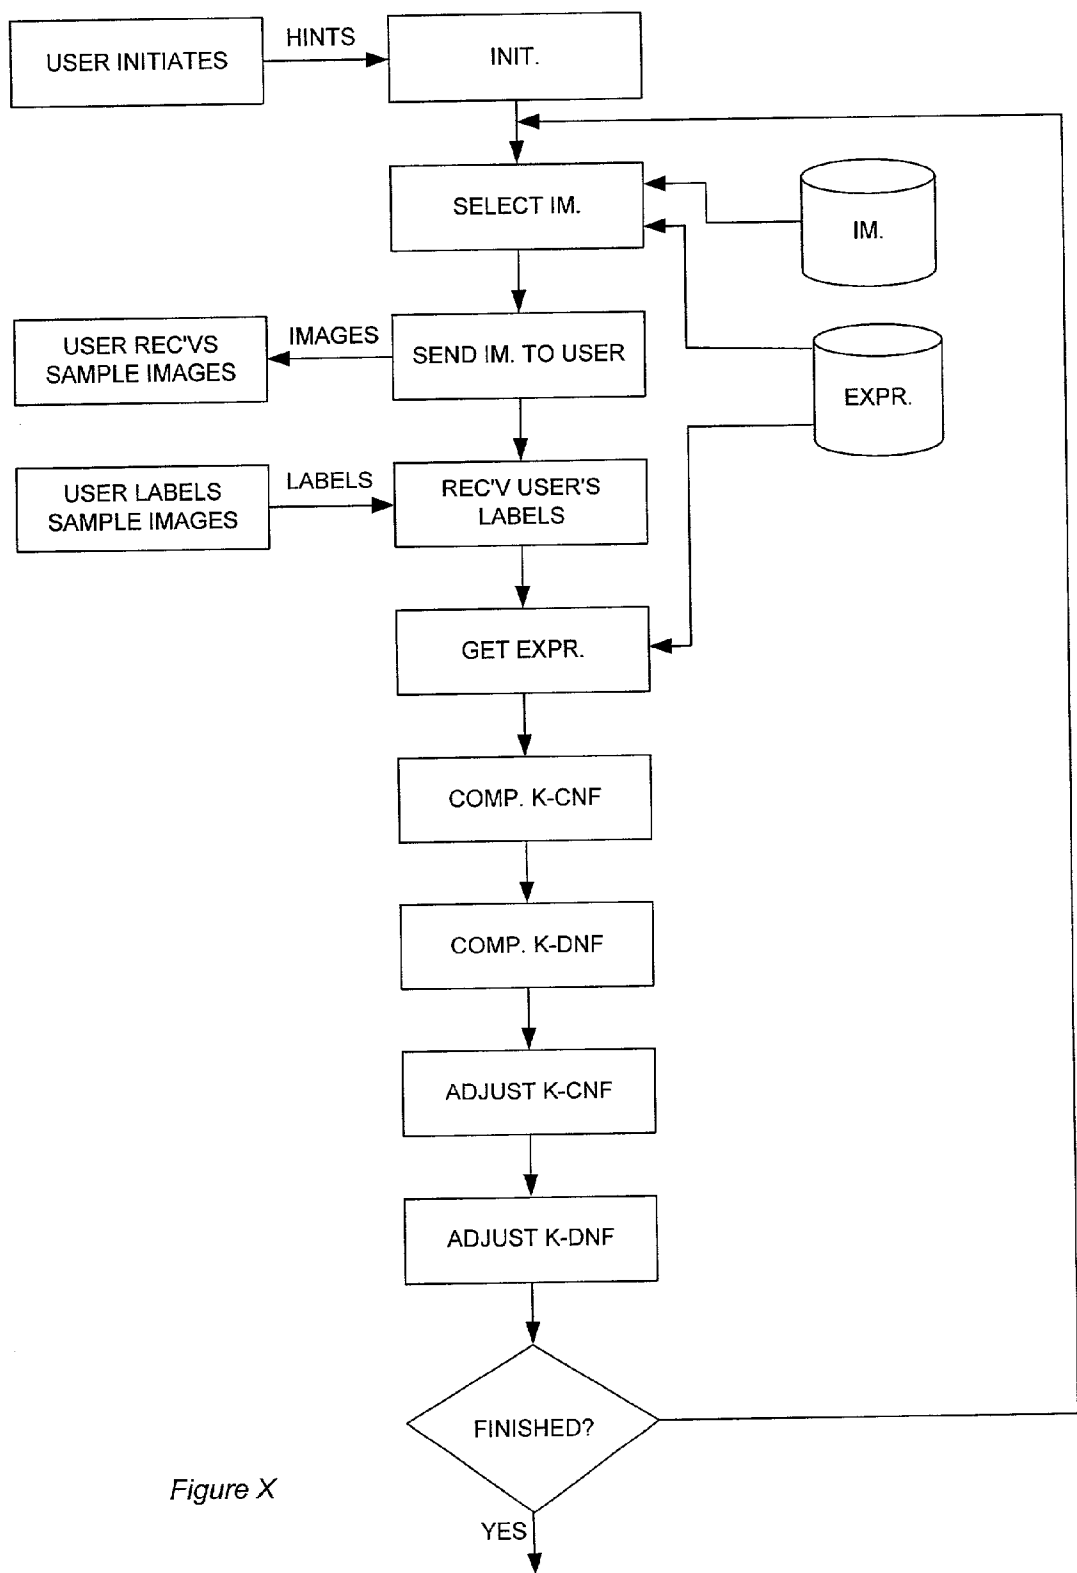 USER INITIATES
HINTS
INIT.
SELECT IM.
IM.
USER REC'VS
SAMPLE IMAGES
IMAGES
SEND IM. TO USER
EXPR.
USER LABELS
SAMPLE IMAGES
LABELS
REC'V USER'S
LABELS
GET EXPR.
COMP. K-CNF
COMP. K-DNF
ADJUST K-CNF
ADJUST K-DNF
FINISHED?
YES
Figure X